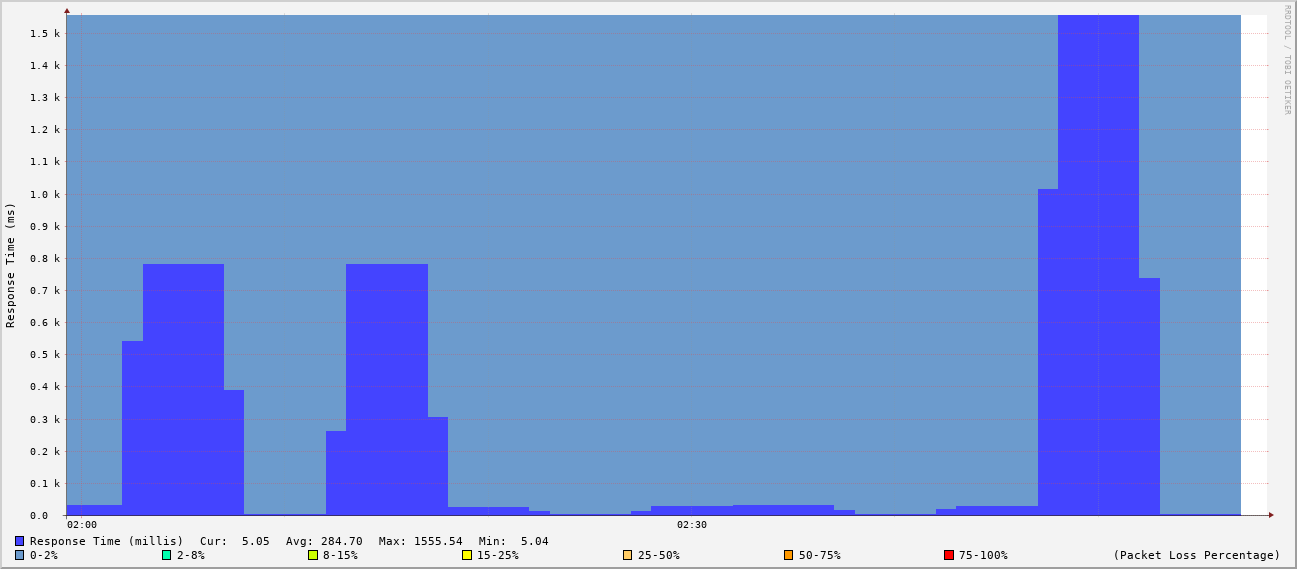 RRDTOOL / TOBI OETIKER
Response Time (ms)
1.5 k
1.4 k
1.3 k
1.2 k
1.1 k
1.0 k
0.9 k
0.8 k
0.7 k
0.6 k
0.5 k
0.4 k
0.3 k
0.2 k
0.1 k
0.0
02:00 02:30
Response Time (millis) Cur: 5.05 Avg: 284.70 Max: 1555.54 Min: 5.04
0-2% 2-8% 8-15% 15-25% 25-50% 50-75% 75-100% (Packet Loss Percentage)